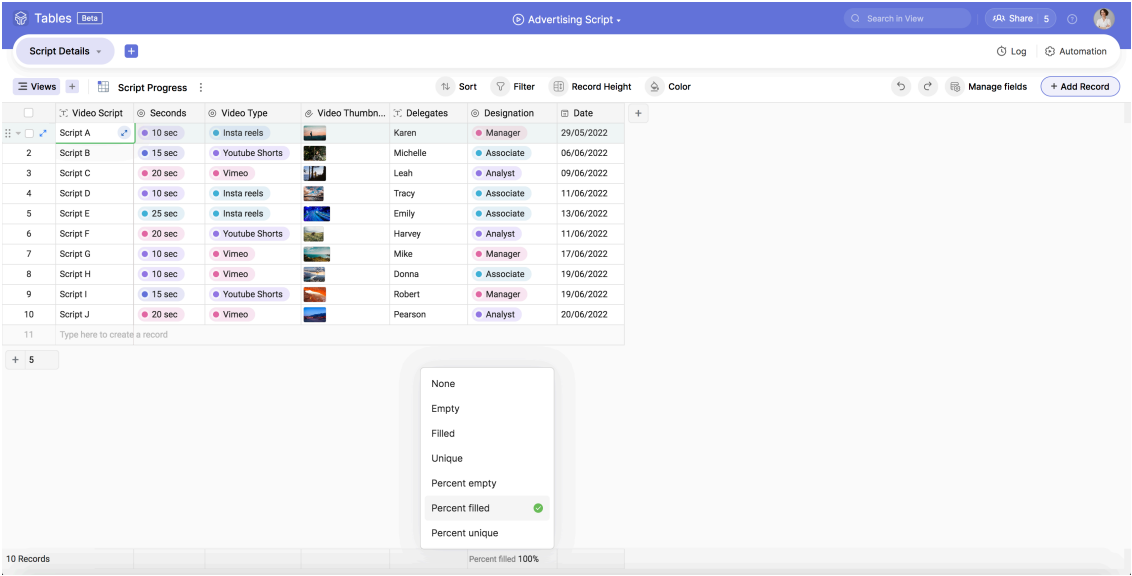 Tables Beta
Advertising Script
Search in View
Share 5
Script Details
Log Automation
Views
Script Progress
Sort Filter Record Height Color
Manage fields
+ Add Record
Video Script Seconds Video Type Video Thumbn... Delegates Designation Date
Script A 10 sec Insta reels Karen Manager 29/05/2022
2 Script B 15 sec Youtube Shorts Michelle Associate 06/06/2022
3 Script C 20 sec Vimeo Leah Analyst 09/06/2022
4 Script D 10 sec Insta reels Tracy Associate 11/06/2022
5 Script E 25 sec Insta reels Emily Associate 13/06/2022
6 Script F 20 sec Youtube Shorts Harvey Analyst 11/06/2022
7 Script G 10 sec Vimeo Mike Manager 17/06/2022
8 Script H 10 sec Vimeo Donna Associate 19/06/2022
9 Script I 15 sec Youtube Shorts Robert Manager 19/06/2022
10 Script J 20 sec Vimeo Pearson Analyst 20/06/2022
11 Type here to create a record
+ 5
None
Empty
Filled
Unique
Percent empty
Percent filled
Percent unique
10 Records
Percent filled 100%